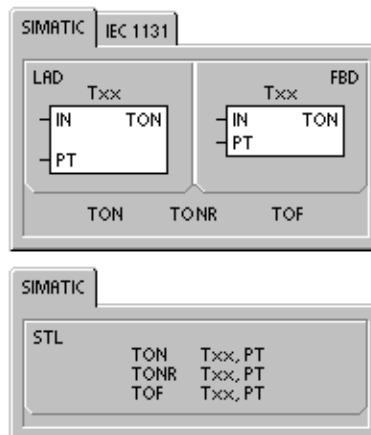 SIMATIC
IEC 1131
LAD
Txx
IN TON
PT
FBD
Txx
IN TON
PT
TON TONR TOF
SIMATIC
STL
TON Txx, PT
TONR Txx, PT
TOF Txx, PT